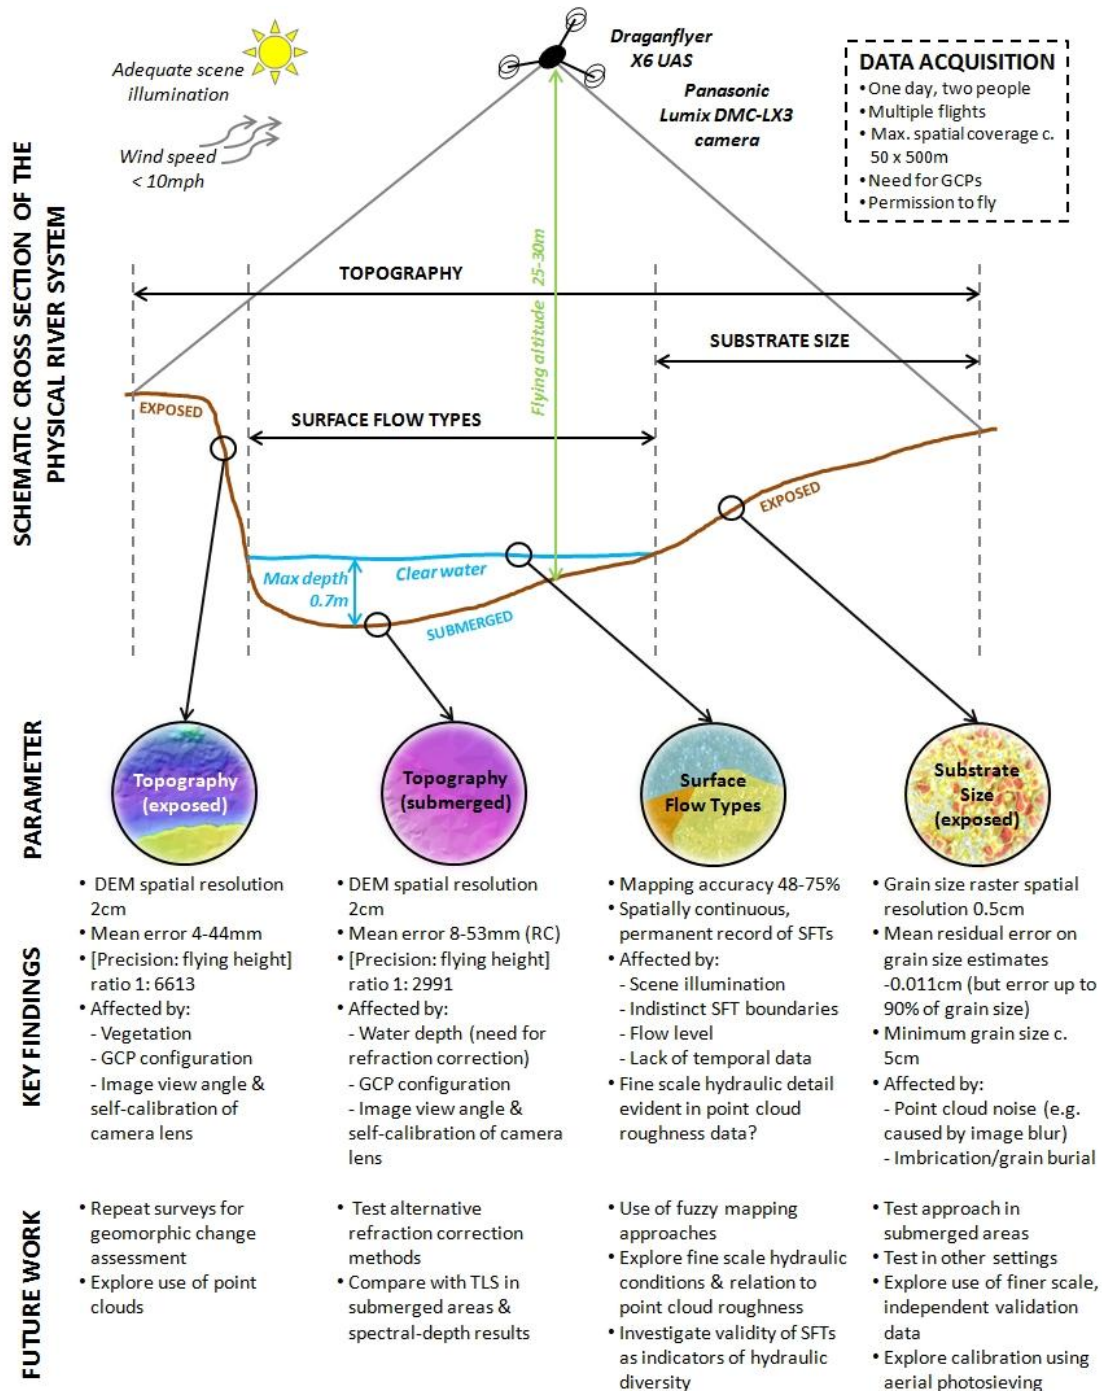 SCHEMATIC CROSS SECTION OF THE
PHYSICAL RIVER SYSTEM
Adequate scene
illumination
Wind speed
< 10mph
Draganflyer
X6 UAS
Panasonic
Lumix DMC-LX3
camera
DATA ACQUISITION
• One day, two people
• Multiple flights
• Max. spatial coverage c.
50 x 500m
• Need for GCPs
• Permission to fly
TOPOGRAPHY
SUBSTRATE SIZE
SURFACE FLOW TYPES
Flying altitude 25-30m
EXPOSED
EXPOSED
Max depth
0.7m
Clear water
SUBMERGED
PARAMETER
Topography
(exposed)
Topography
(submerged)
Surface
Flow Types
Substrate
Size
(exposed)
KEY FINDINGS
• DEM spatial resolution
2cm
• Mean error 4-44mm
• [Precision: flying height]
ratio 1: 6613
• Affected by:
- Vegetation
- GCP configuration
- Image view angle &
self-calibration of
camera lens
• DEM spatial resolution
2cm
• Mean error 8-53mm (RC)
• [Precision: flying height]
ratio 1: 2991
• Affected by:
- Water depth (need for
refraction correction)
- GCP configuration
- Image view angle &
self-calibration of camera
lens
• Mapping accuracy 48-75%
• Spatially continuous,
permanent record of SFTs
• Affected by:
- Scene illumination
- Indistinct SFT boundaries
- Flow level
- Lack of temporal data
• Fine scale hydraulic detail
evident in point cloud
roughness data?
• Grain size raster spatial
resolution 0.5cm
• Mean residual error on
grain size estimates
-0.011cm (but error up to
90% of grain size)
• Minimum grain size c.
5cm
• Affected by:
- Point cloud noise (e.g.
caused by image blur)
- Imbrication/grain burial
FUTURE WORK
• Repeat surveys for
geomorphic change
assessment
• Explore use of point
clouds
• Test alternative
refraction correction
methods
• Compare with TLS in
submerged areas &
spectral-depth results
• Use of fuzzy mapping
approaches
• Explore fine scale hydraulic
conditions & relation to
point cloud roughness
• Investigate validity of SFTs
as indicators of hydraulic
diversity
• Test approach in
submerged areas
• Test in other settings
• Explore use of finer scale,
independent validation
data
• Explore calibration using
aerial photosieving